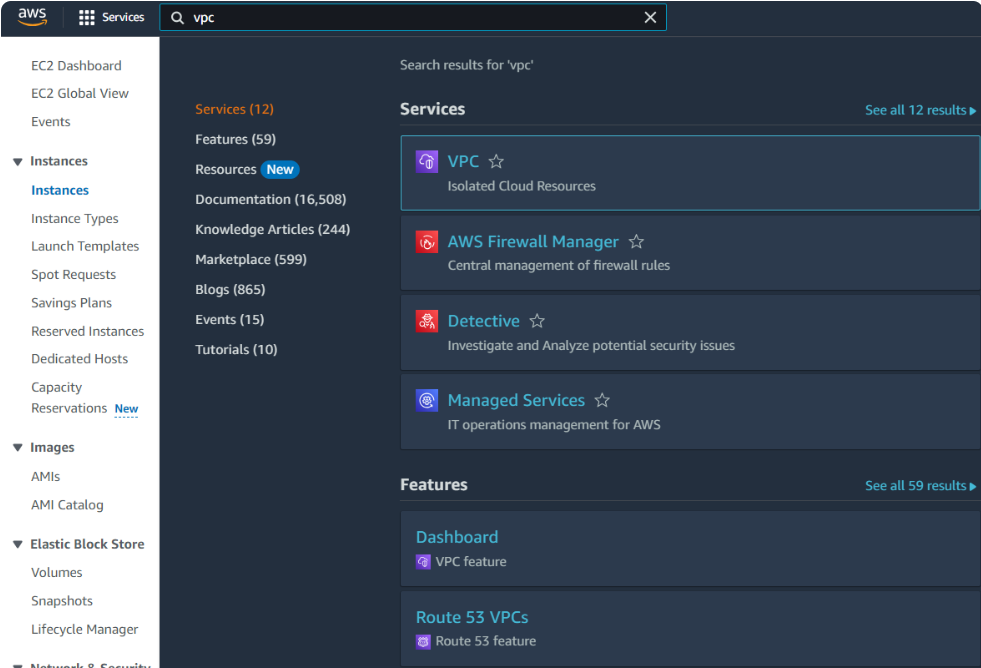 aws
Services
vpc
EC2 Dashboard
EC2 Global View
Events
Instances
Instances
Instance Types
Launch Templates
Spot Requests
Savings Plans
Reserved Instances
Dedicated Hosts
Capacity
Reservations New
Images
AMIs
AMI Catalog
Elastic Block Store
Volumes
Snapshots
Lifecycle Manager
Network & Security
Services (12)
Features (59)
Resources New
Documentation (16,508)
Knowledge Articles (244)
Marketplace (599)
Blogs (865)
Events (15)
Tutorials (10)
Search results for 'vpc'
Services
See all 12 results
VPC
Isolated Cloud Resources
AWS Firewall Manager
Central management of firewall rules
Detective
Investigate and Analyze potential security issues
Managed Services
IT operations management for AWS
Features
See all 59 results
Dashboard
VPC feature
Route 53 VPCs
Route 53 feature